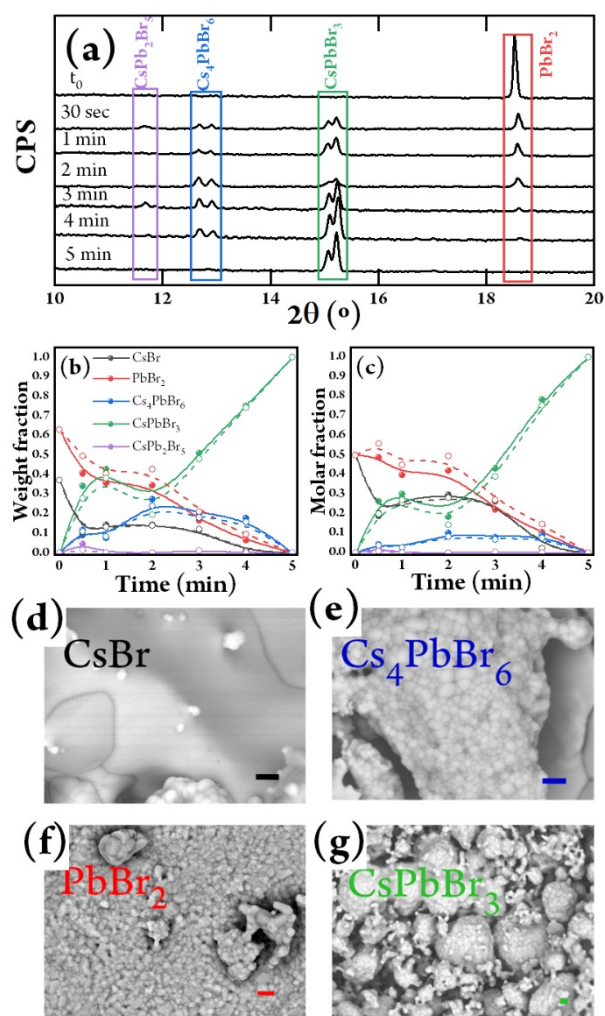 (a)
CsPb₂Br₅
Cs₄PbBr₆
CsPbBr₃
PbBr₂
t₀
30 sec
1 min
2 min
3 min
4 min
5 min
CPS
10 12 14 16 18 20
2θ (o)
(b)
CsBr
PbBr₂
Cs₄PbBr₆
CsPbBr₃
CsPb₂Br₅
1.0
0.9
0.8
0.7
0.6
0.5
0.4
0.3
0.2
0.1
0.0
Weight fraction
0 1 2 3 4 5
Time (min)
(c)
1.0
0.9
0.8
0.7
0.6
0.5
0.4
0.3
0.2
0.1
0.0
Molar fraction
0 1 2 3 4 5
Time (min)
(d)
CsBr
(e)
Cs₄PbBr₆
(f)
PbBr₂
(g)
CsPbBr₃